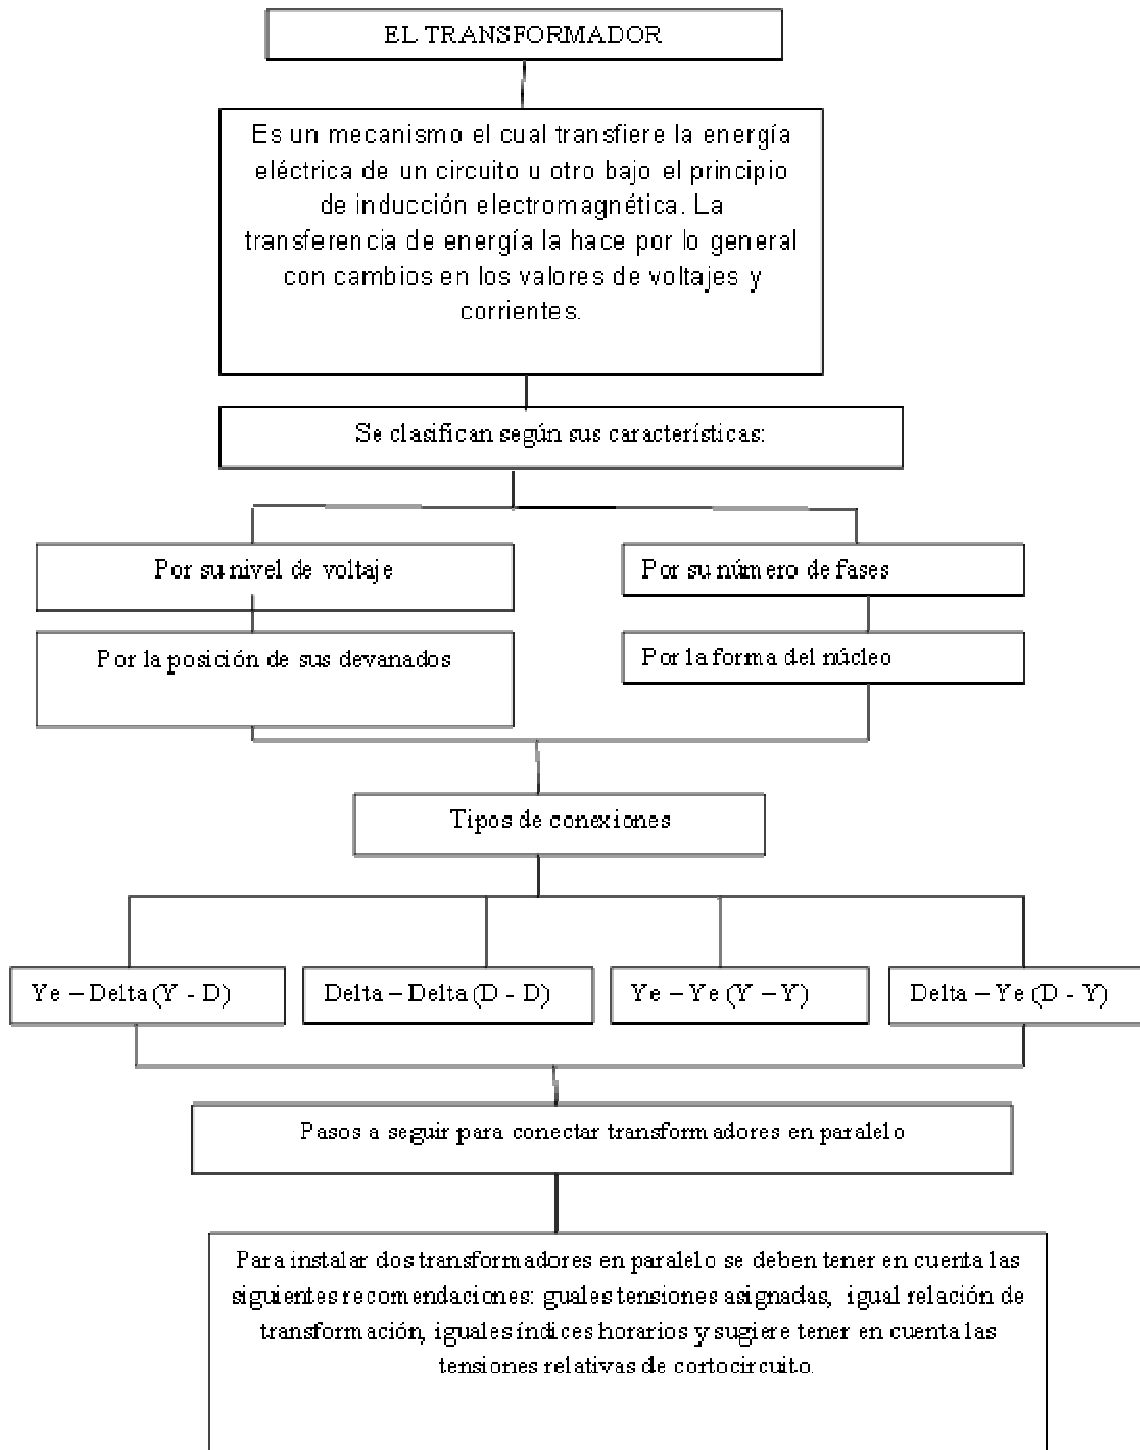 EL TRANSFORMADOR
Es un mecanismo el cual transfiere la energía
eléctrica de un circuito u otro bajo el principio
de inducción electromagnética. La
transferencia de energía la hace por lo general
con cambios en los valores de voltajes y
corrientes.
Se clasifican según sus características:
Por su nivel de voltaje
Por su número de fases
Por la posición de sus devanados
Por la forma del núcleo
Tipos de conexiones
Ye – Delta (Y - D)
Delta – Delta (D - D)
Ye – Ye (Y – Y)
Delta – Ye (D - Y)
Pasos a seguir para conectar transformadores en paralelo
Para instalar dos transformadores en paralelo se deben tener en cuenta las
siguientes recomendaciones: guales tensiones asignadas, igual relación de
transformación, iguales índices horarios y sugiere tener en cuenta las
tensiones relativas de cortocircuito.